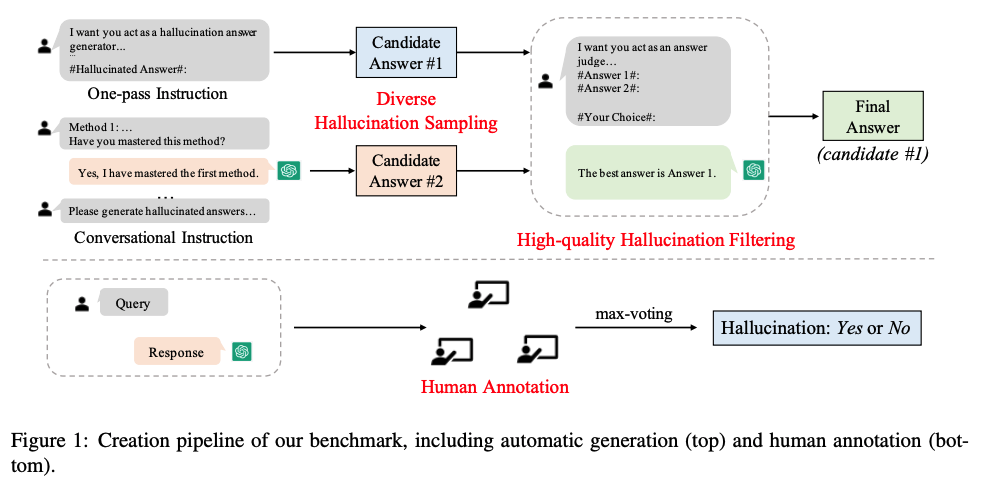 I want you act as a hallucination answer
generator...
...
#Hallucinated Answer#:
One-pass Instruction
Candidate
Answer #1
Diverse
Hallucination Sampling
Method 1: ...
Have you mastered this method?
Yes, I have mastered the first method.
...
Please generate hallucinated answers...
Conversational Instruction
Candidate
Answer #2
I want you act as an answer
judge...
#Answer 1#:
#Answer 2#:
#Your Choice#:
The best answer is Answer 1.
High-quality Hallucination Filtering
Final
Answer
(candidate #1)
Query
Response
Human Annotation
max-voting
Hallucination: Yes or No
Figure 1: Creation pipeline of our benchmark, including automatic generation (top) and human annotation (bot-
tom).